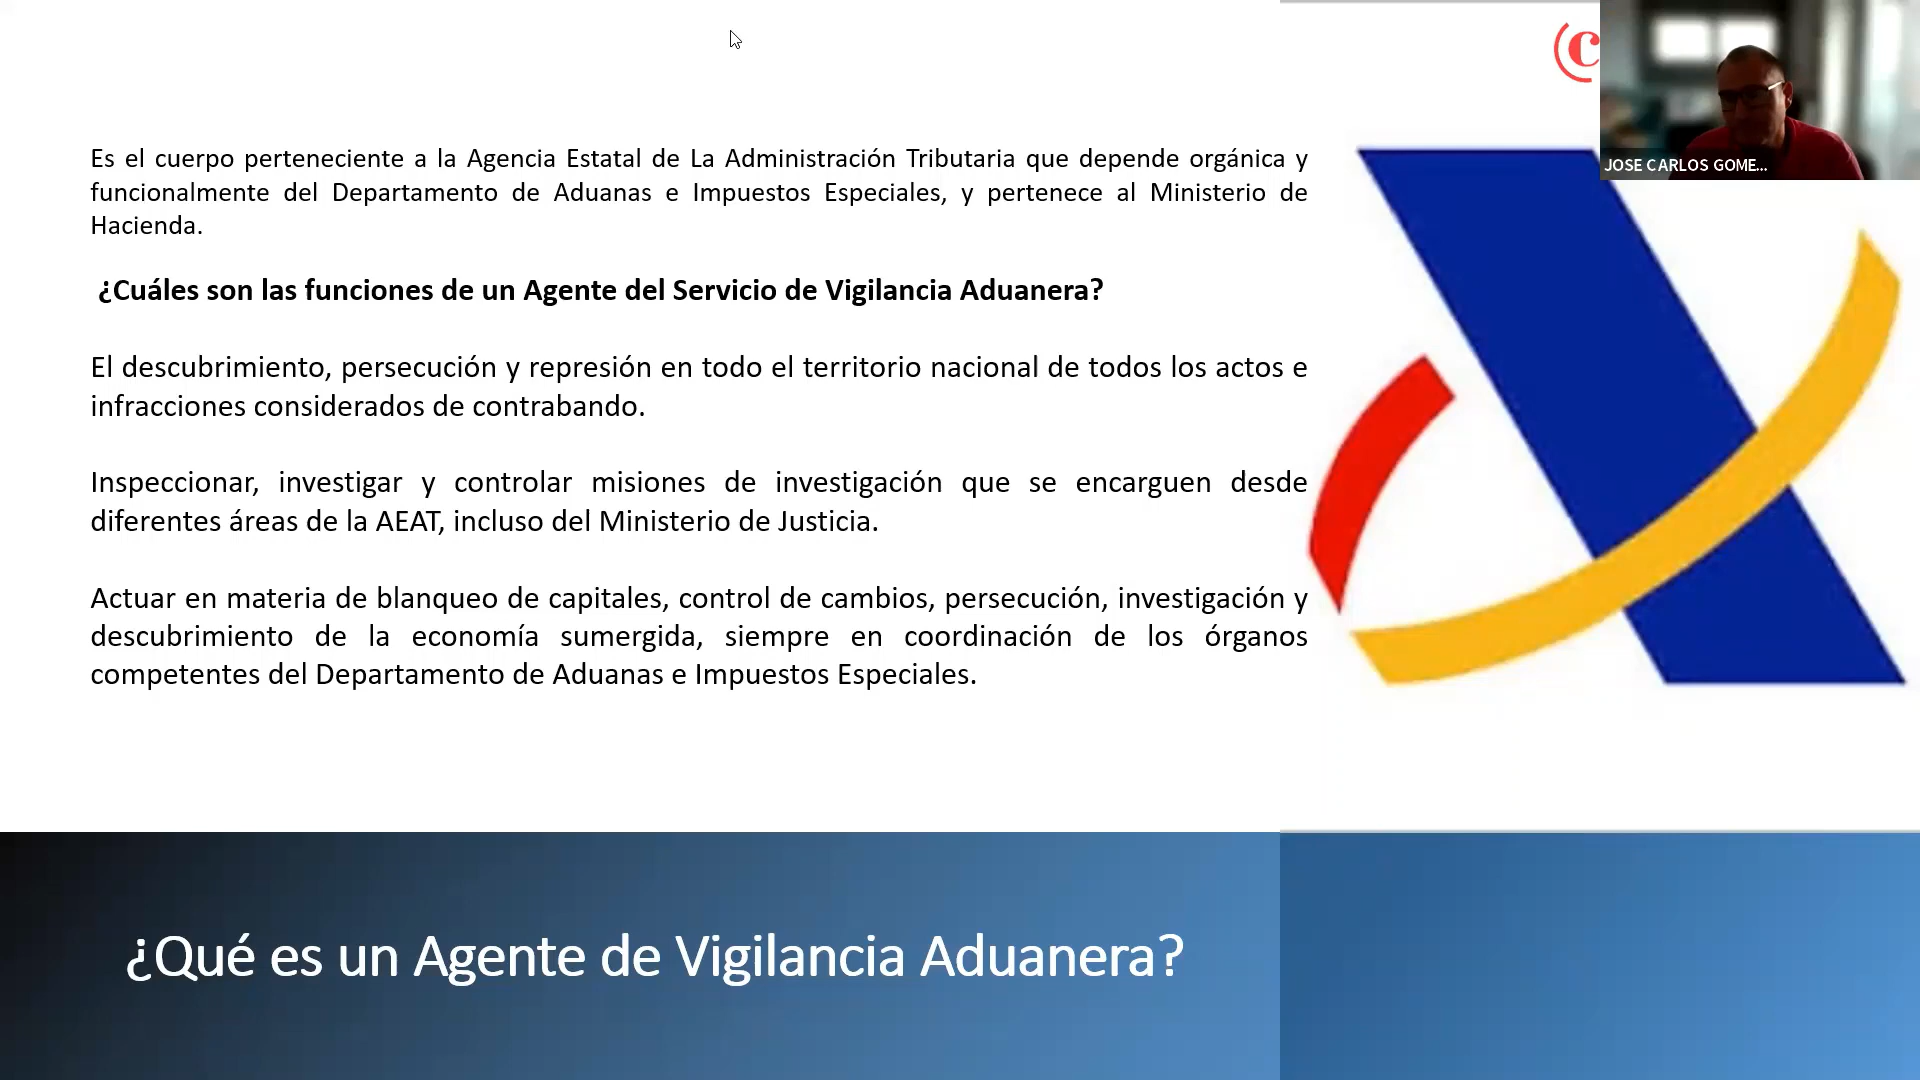 Es el cuerpo perteneciente a la Agencia Estatal de La Administración Tributaria que depende orgánica y
funcionalmente del Departamento de Aduanas e Impuestos Especiales, y pertenece al Ministerio de
Hacienda.
¿Cuáles son las funciones de un Agente del Servicio de Vigilancia Aduanera?
El descubrimiento, persecución y represión en todo el territorio nacional de todos los actos e
infracciones considerados de contrabando.
Inspeccionar, investigar y controlar misiones de investigación que se encarguen desde
diferentes áreas de la AEAT, incluso del Ministerio de Justicia.
Actuar en materia de blanqueo de capitales, control de cambios, persecución, investigación y
descubrimiento de la economía sumergida, siempre en coordinación de los órganos
competentes del Departamento de Aduanas e Impuestos Especiales.
¿Qué es un Agente de Vigilancia Aduanera?
C
JOSE CARLOS GOME...